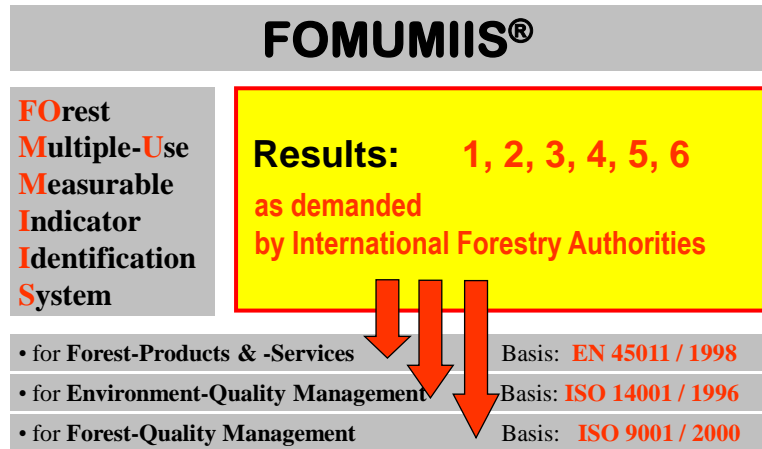 FOMUMIIS®
FOrest
Multiple-Use
Measurable
Indicator
Identification
System
Results: 1, 2, 3, 4, 5, 6
as demanded
by International Forestry Authorities
• for Forest-Products & -Services Basis: EN 45011 / 1998
• for Environment-Quality Management Basis: ISO 14001 / 1996
• for Forest-Quality Management Basis: ISO 9001 / 2000